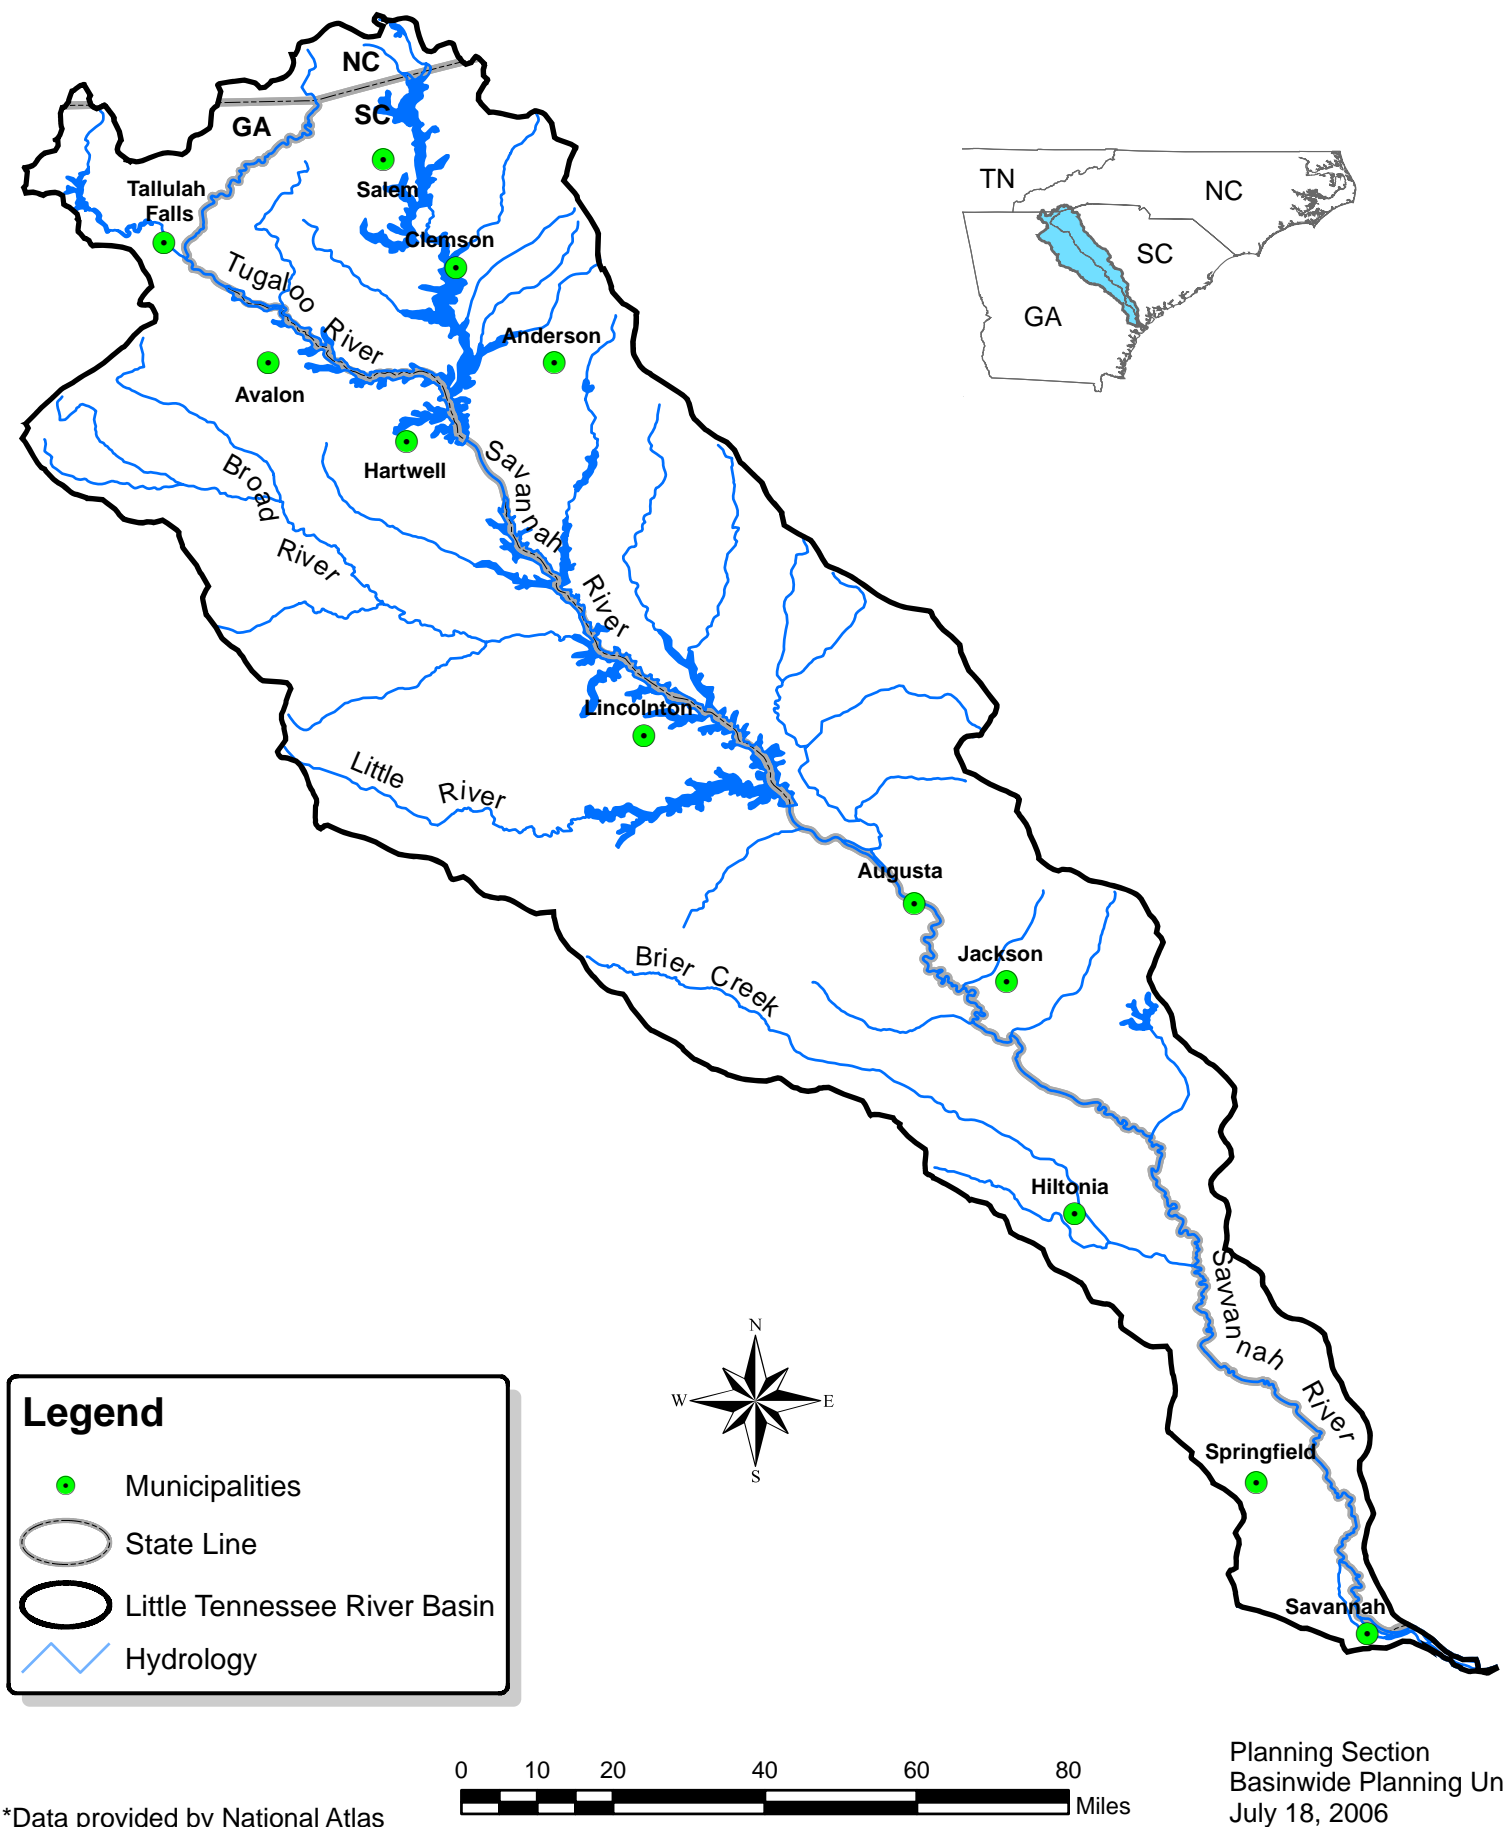 NC
SC
GA
Salem
Tallulah
Falls
Clemson
Tugaloo River
Anderson
Avalon
Hartwell
Broad River
Savannah River
Lincolnton
Little River
Augusta
Jackson
Brier Creek
Hiltonia
Savvannah River
Springfield
Savannah
TN
NC
SC
GA
N
W
E
S
Legend
Municipalities
State Line
Little Tennessee River Basin
Hydrology
0 10 20 40 60 80
Miles
*Data provided by National Atlas
Planning Section
Basinwide Planning Un
July 18, 2006